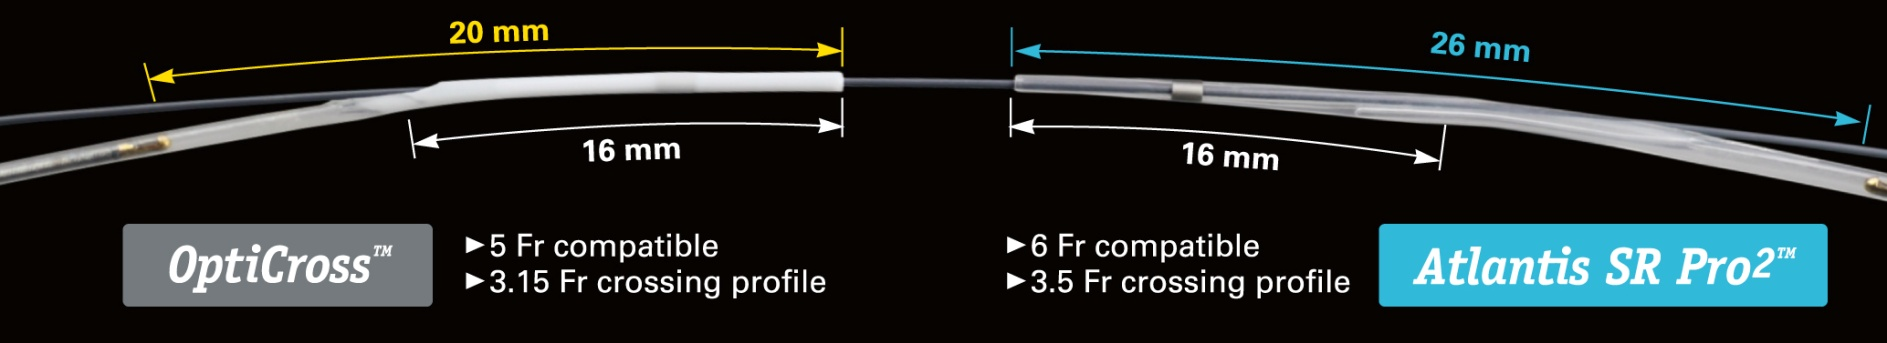 20 mm
26 mm
16 mm
16 mm
OptiCross™
►5 Fr compatible
►3.15 Fr crossing profile
►6 Fr compatible
►3.5 Fr crossing profile
Atlantis SR Pro2™